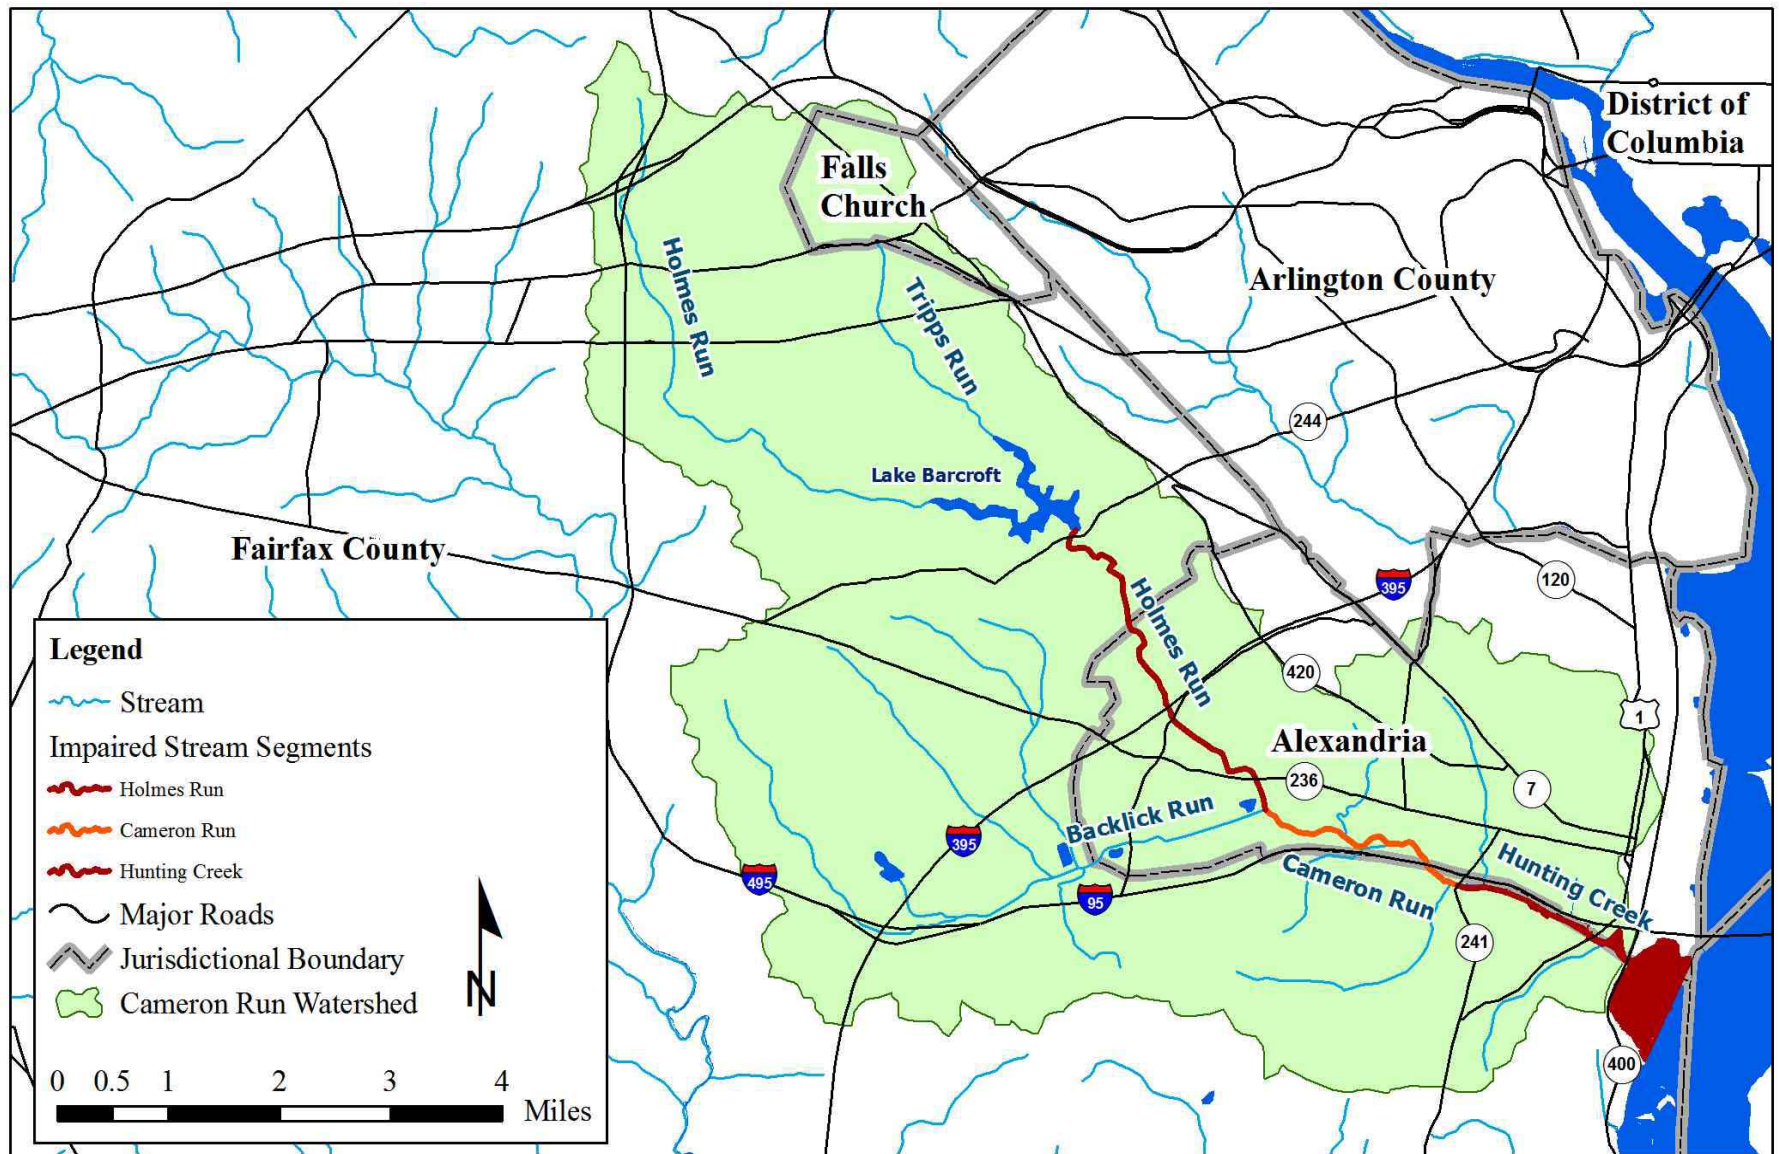 District of
Columbia
Falls
Church
Holmes Run
Tripps Run
Arlington County
244
Lake Barcroft
Fairfax County
395
120
Holmes Run
420
1
Alexandria
236
7
Backlick Run
395
Hunting Creek
495
Cameron Run
95
241
400
Legend
Stream
Impaired Stream Segments
Holmes Run
Cameron Run
Hunting Creek
Major Roads
Jurisdictional Boundary
Cameron Run Watershed
N
0 0.5 1 2 3 4
Miles